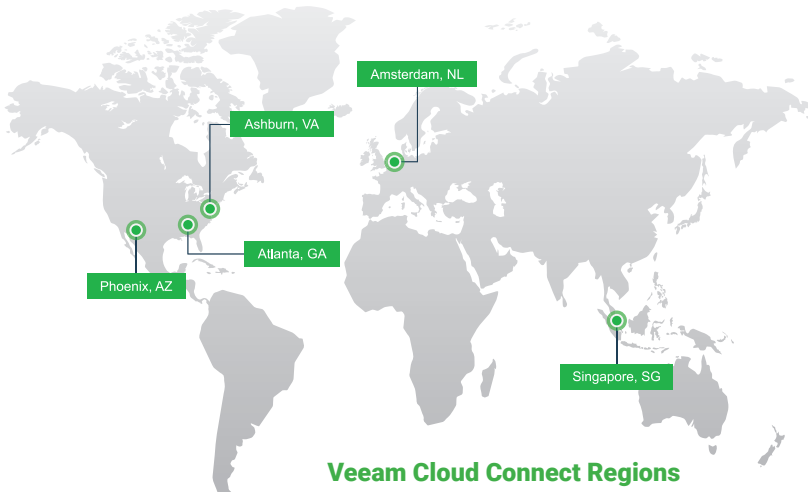 Amsterdam, NL
Ashburn, VA
Atlanta, GA
Phoenix, AZ
Singapore, SG
Veeam Cloud Connect Regions